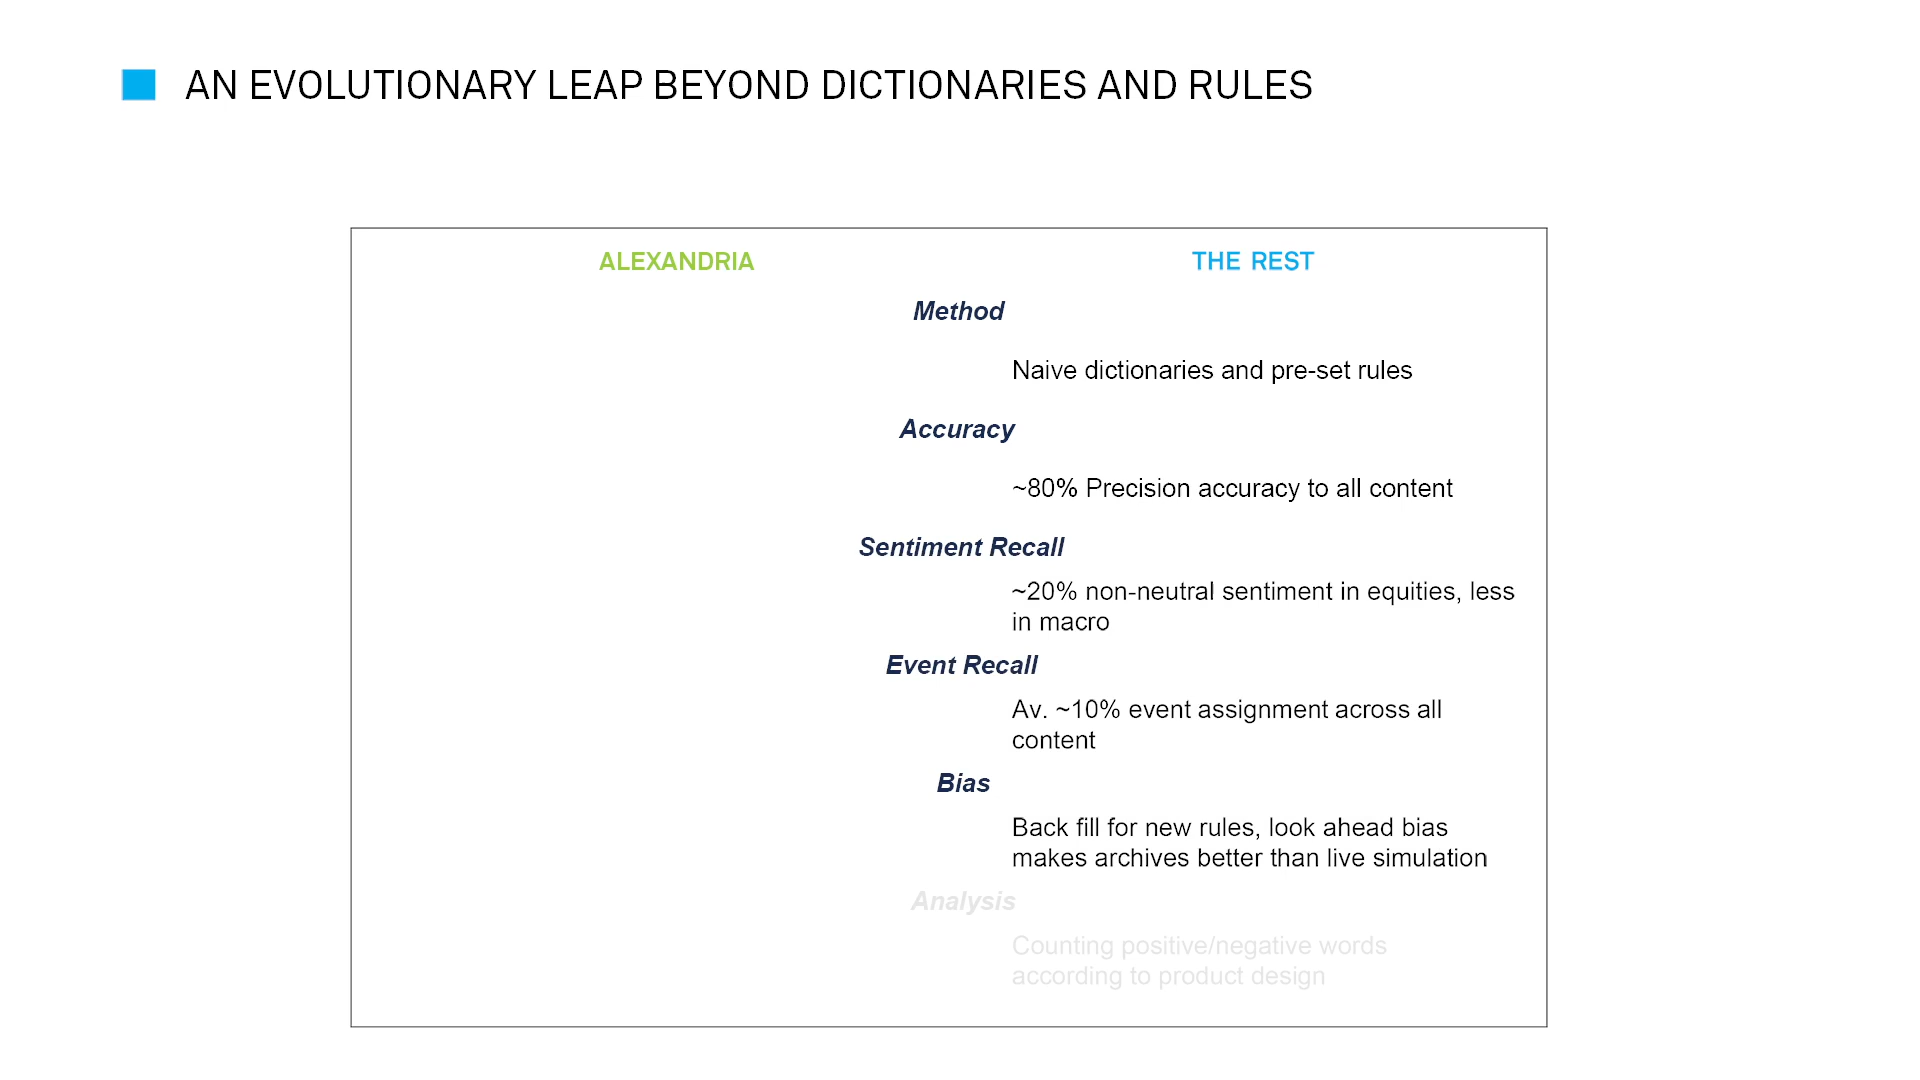 AN EVOLUTIONARY LEAP BEYOND DICTIONARIES AND RULES
ALEXANDRIA
THE REST
Method
Naive dictionaries and pre-set rules
Accuracy
~80% Precision accuracy to all content
Sentiment Recall
~20% non-neutral sentiment in equities, less
in macro
Event Recall
Av. ~10% event assignment across all
content
Bias
Back fill for new rules, look ahead bias
makes archives better than live simulation
Analysis
Counting positive/negative words
according to product design